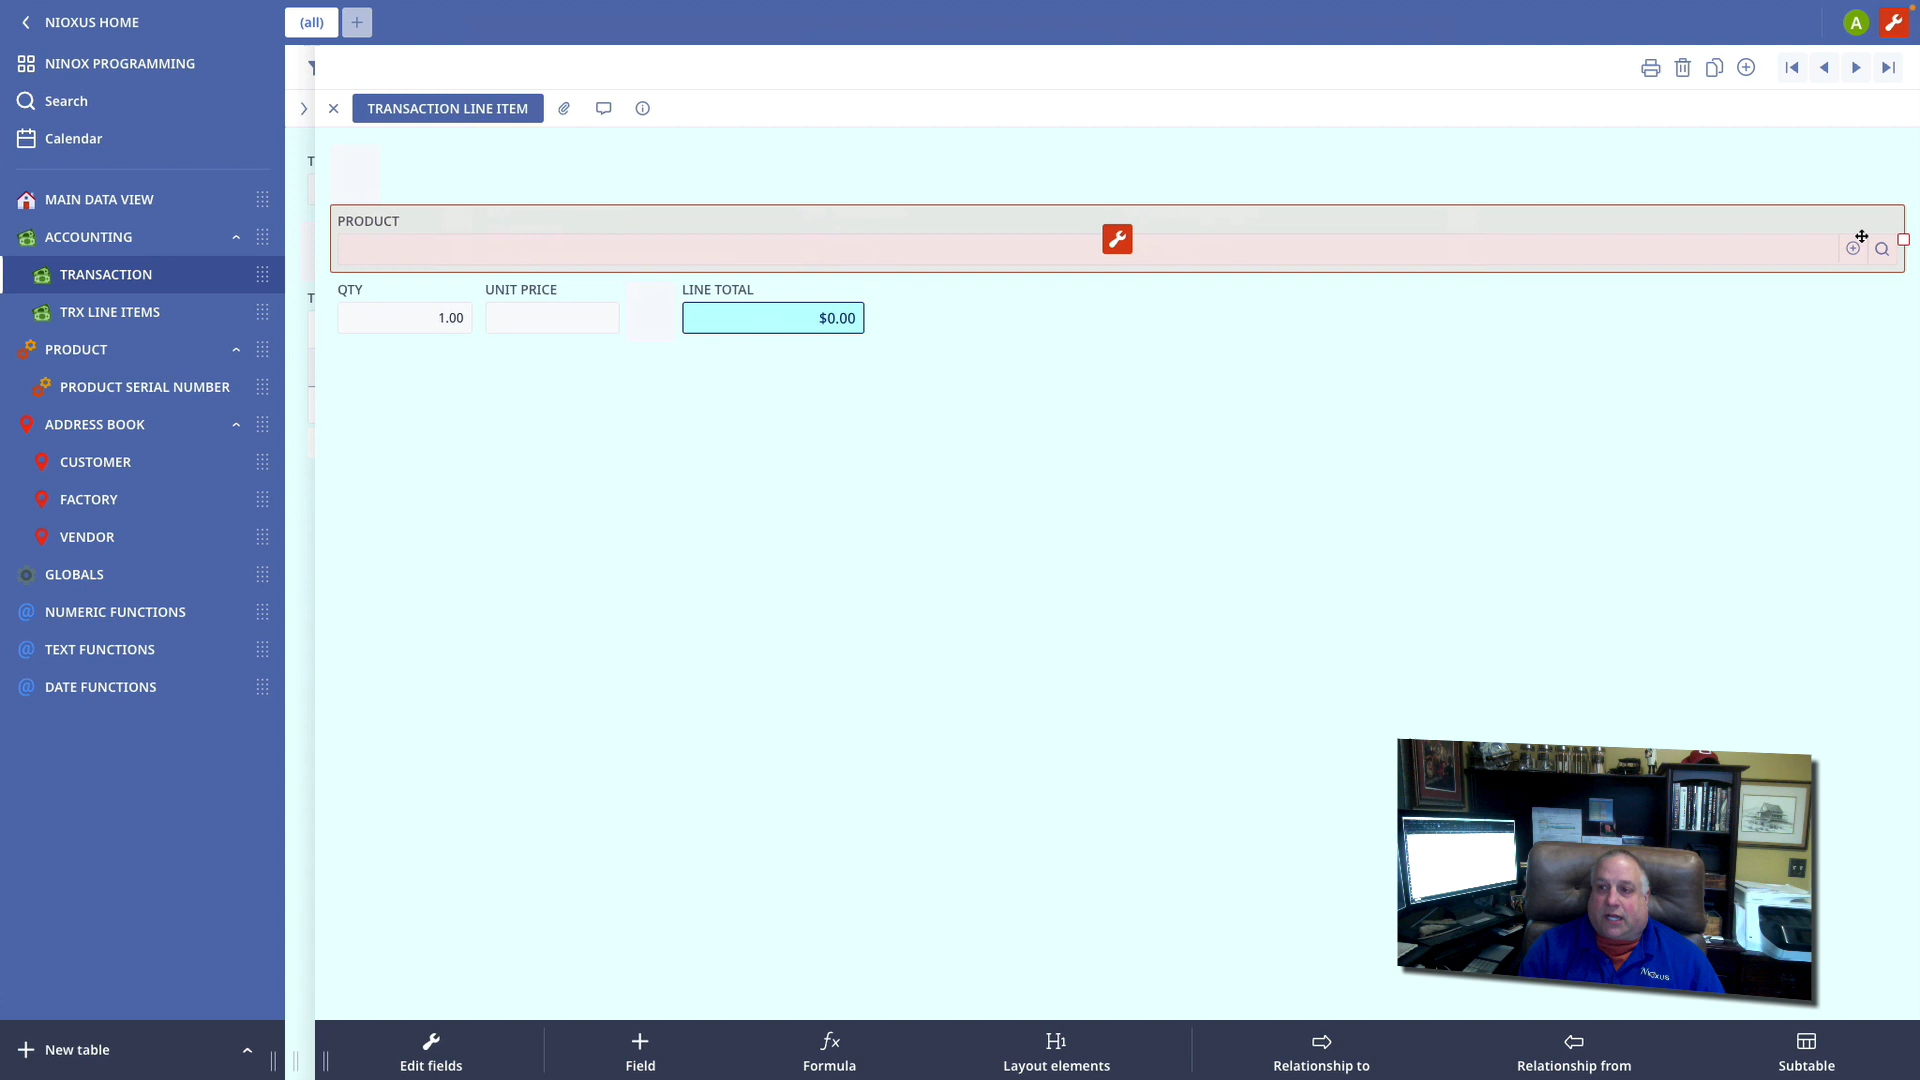 NIOXUS HOME
(all)
A
NINOX PROGRAMMING
Search
Calendar
TRANSACTION LINE ITEM
MAIN DATA VIEW
ACCOUNTING
TRANSACTION
TRX LINE ITEMS
PRODUCT
PRODUCT SERIAL NUMBER
ADDRESS BOOK
CUSTOMER
FACTORY
VENDOR
GLOBALS
NUMERIC FUNCTIONS
TEXT FUNCTIONS
DATE FUNCTIONS
New table
T
T
PRODUCT
QTY
UNIT PRICE
LINE TOTAL
1.00
$0.00
NIOXUS
Edit fields
Field
fx
Formula
H1
Layout elements
Relationship to
Relationship from
Subtable